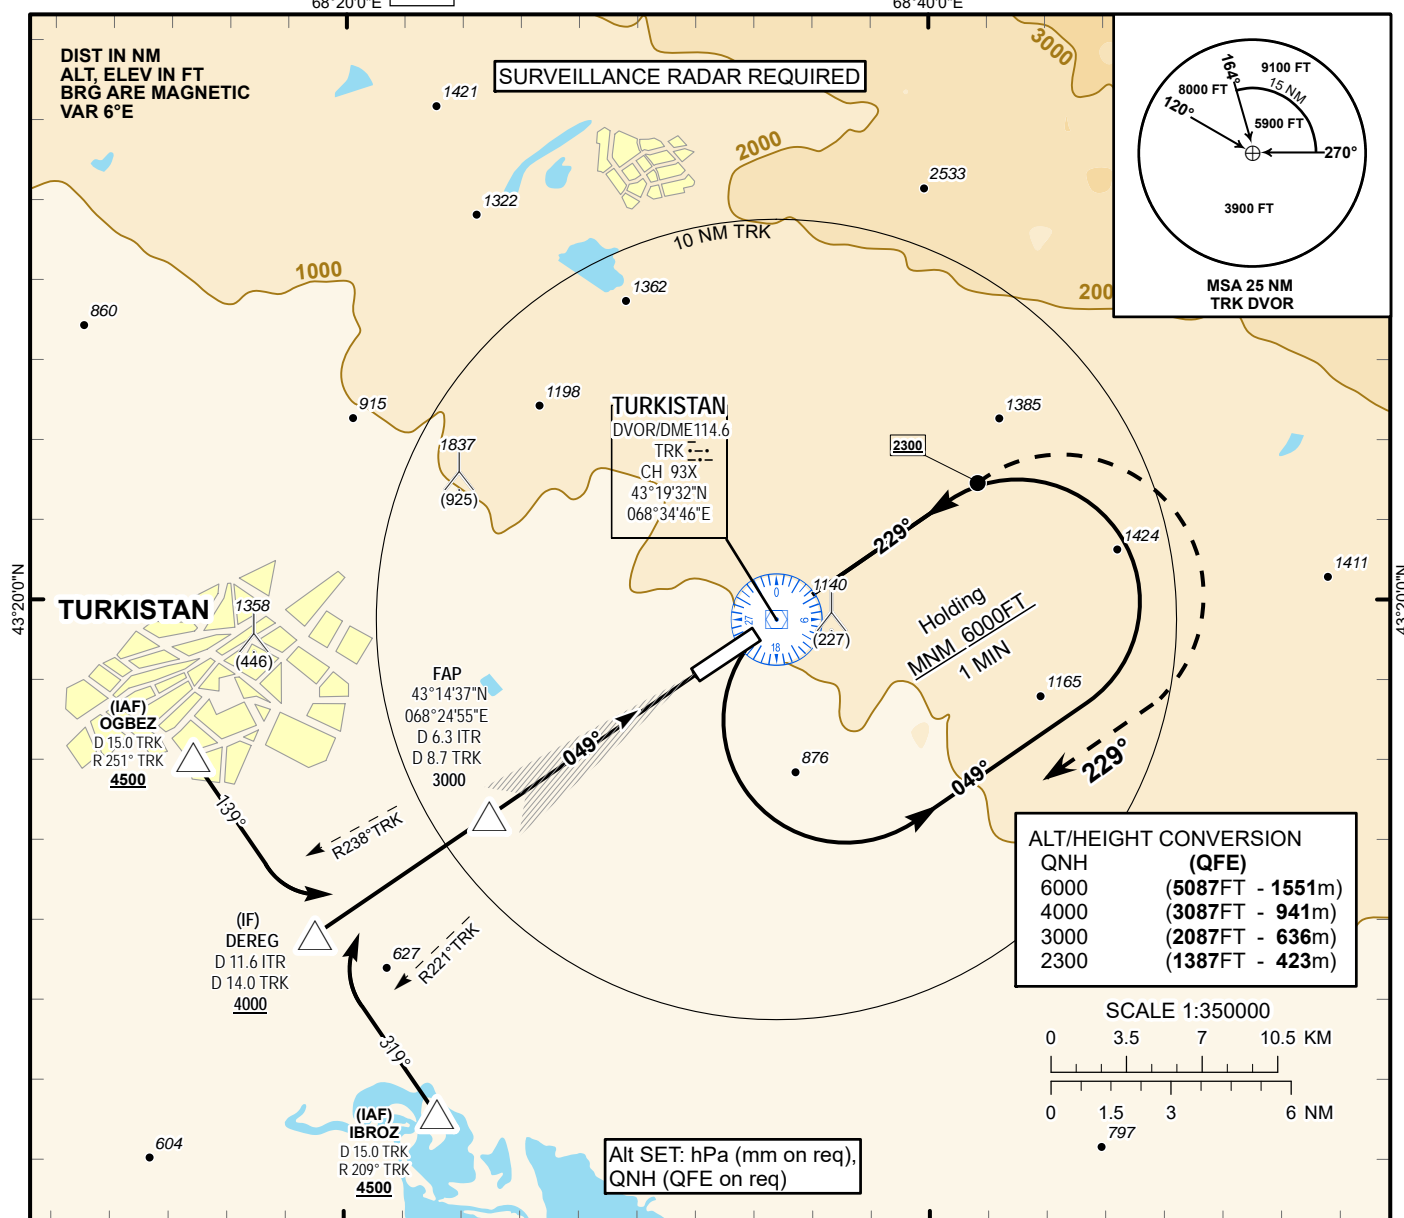 68°20'0"E
68°40'0"E
DIST IN NM
ALT, ELEV IN FT
BRG ARE MAGNETIC
VAR 6°E
SURVEILLANCE RADAR REQUIRED
3000
164°
9100 FT
15 NM
8000 FT
120°
5900 FT
270°
3900 FT
MSA 25 NM
TRK DVOR
1421
2000
2533
1322
10 NM TRK
1000
1362
200
860
915
1198
1385
TURKISTAN
DVOR/DME114.6
TRK
CH 93X
43°19'32"N
068°34'46"E
1837
(925)
2300
229°
1424
1411
43°20'0"N
43°20'0"N
TURKISTAN
1358
(446)
1140
(227)
0
9
18
27
Holding
MNM 6000FT
1 MIN
FAP
43°14'37"N
068°24'55"E
D 6.3 ITR
D 8.7 TRK
3000
1165
(IAF)
OGBEZ
D 15.0 TRK
R 251° TRK
4500
049°
876
049°
229°
139°
R238°TRK
ALT/HEIGHT CONVERSION
QNH (QFE)
6000 (5087FT - 1551m)
4000 (3087FT - 941m)
3000 (2087FT - 636m)
2300 (1387FT - 423m)
(IF)
DEREG
D 11.6 ITR
D 14.0 TRK
4000
627
R221°TRK
SCALE 1:350000
0 3.5 7 10.5 KM
0 1.5 3 6 NM
319°
(IAF)
IBROZ
D 15.0 TRK
R 209° TRK
4500
604
797
Alt SET: hPa (mm on req),
QNH (QFE on req)